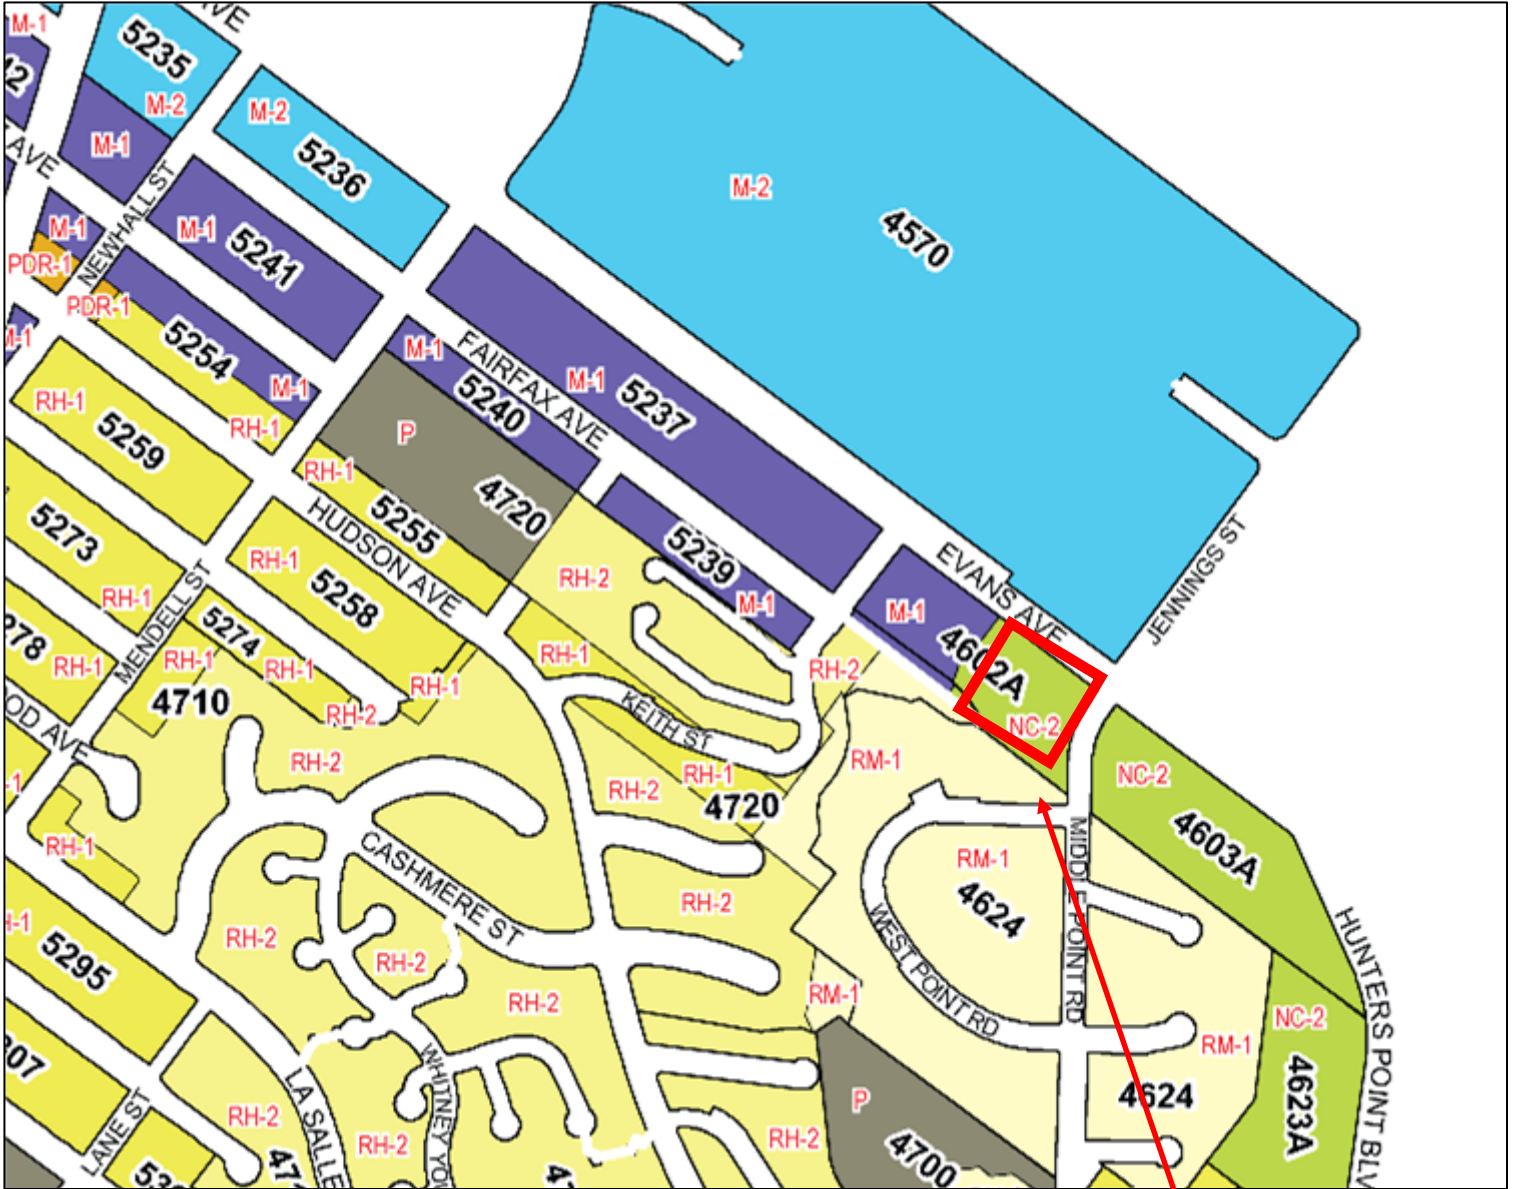 M-1
AVE
5235
M-2
M-2
5236
M-1
M-2
4570
AVE
NEWHALL ST
M-1
M-1
5241
PDR-1
PDR-1
5254
M-1
FAIRFAX AVE
M-1
5237
M-1
5240
RH-1
5259
RH-1
P
4720
RH-1
5255
HUDSON AVE
5273
RH-1
RH-1
5258
RH-2
5239
M-1
EVANS AVE
JENNINGS ST
M-1
4602A
NC-2
MENDELL ST
5274
RH-1
RH-1
RH-1
RH-1
RH-2
RH-1
RH-2
4710
KEITH ST
RH-2
RM-1
NC-2
4603A
RH-2
RH-1
4720
RH-1
CASHMERE ST
RM-1
4624
MIDDLE POINT RD
WEST POINT RD
RH-2
RH-2
RH-2
RH-2
5295
RM-1
HUNTERS POINT BLV
NC-2
RM-1
4623A
4624
WHITNEY YO
LA SALLE
LANE ST
RH-2
RH-2
RH-2
P
4700